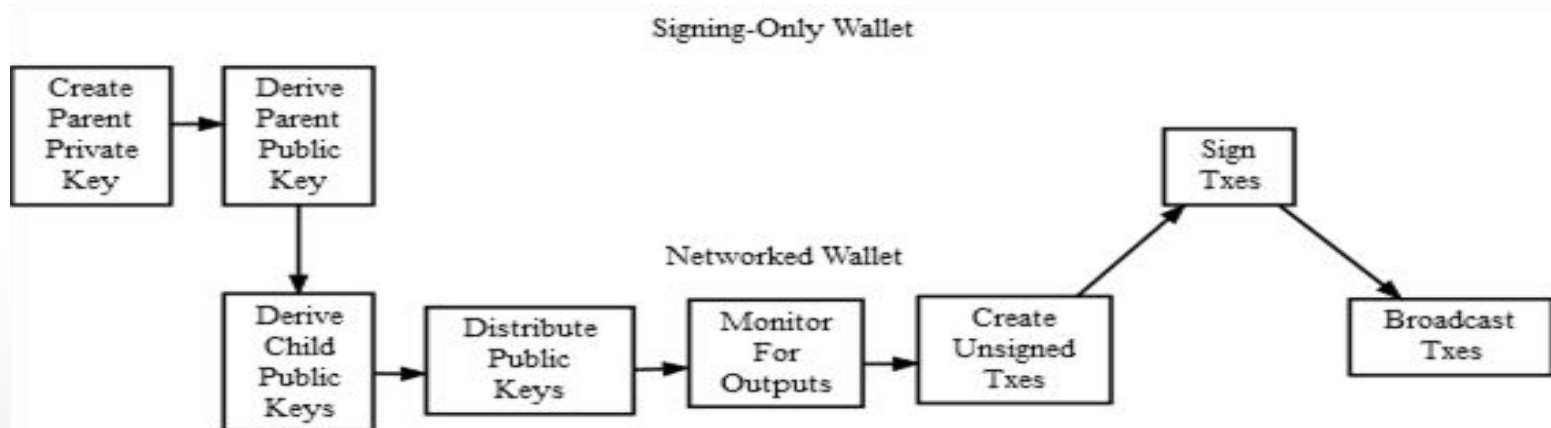 Signing-Only Wallet
Create
Parent
Private
Key
Derive
Parent
Public
Key
Sign
Txes
Networked Wallet
Derive
Child
Public
Keys
Distribute
Public
Keys
Monitor
For
Outputs
Create
Unsigned
Txes
Broadcast
Txes